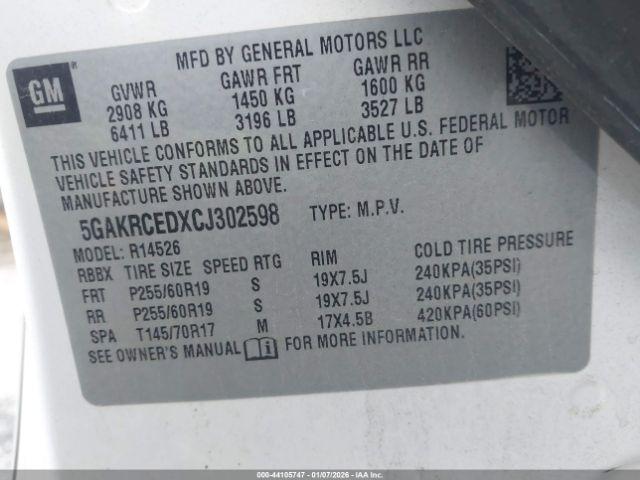 MFD BY GENERAL MOTORS LLC
GM
GVWR GAWR FRT GAWR RR
2908 KG 1450 KG 1600 KG
6411 LB 3196 LB 3527 LB
THIS VEHICLE CONFORMS TO ALL APPLICABLE U.S. FEDERAL MOTOR
VEHICLE SAFETY STANDARDS IN EFFECT ON THE DATE OF
MANUFACTURE SHOWN ABOVE.
5GAKRCEDXCJ302598 TYPE: M.P.V.
MODEL: R14526
RBBX TIRE SIZE SPEED RTG RIM COLD TIRE PRESSURE
FRT P255/60R19 S 19X7.5J 240KPA(35PSI)
RR P255/60R19 S 19X7.5J 240KPA(35PSI)
SPA T145/70R17 M 17X4.5B 420KPA(60PSI)
SEE OWNER'S MANUAL i FOR MORE INFORMATION.
000-44105747 - 01/07/2026 - IAAI.COM